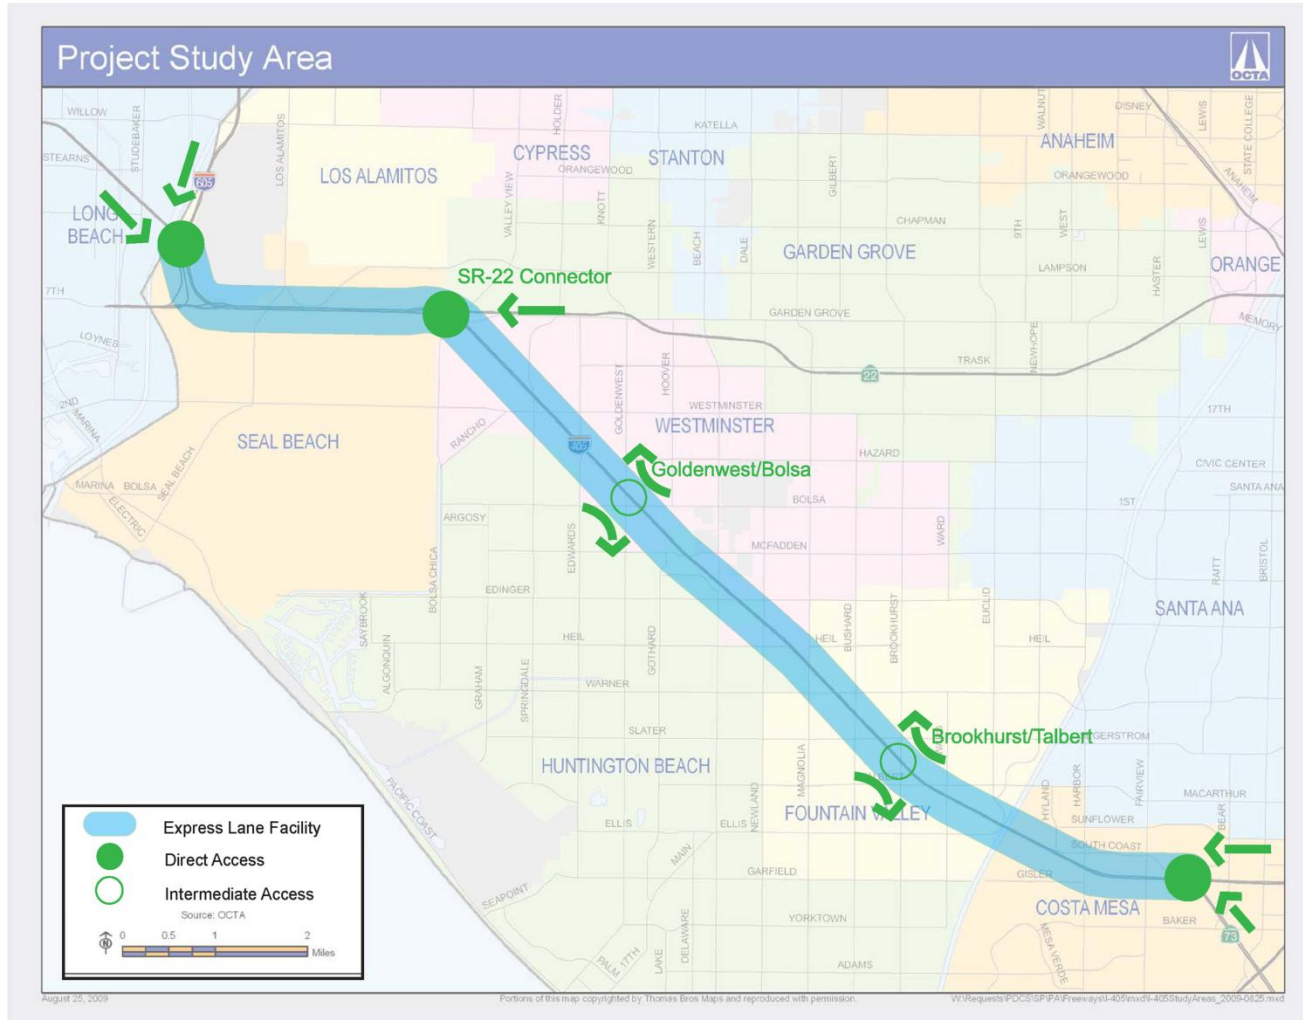 Project Study Area
OCTA
WILLOW
STUDEBAKER
STEARNS
605
LOS ALAMITOS
LOS ALAMITOS
LONG
BEACH
7TH
LOYNES
2ND
MARINA
CYPRESS
HOLDER
ORANGEWOOD
VALLEY VIEW
KNOTT
WESTERN
STANTON
KATELLA
BEACH
DALE
GILBERT
ANAHEIM
WALNUT
DISNEY
LEWIS
STATE COLLEGE
ORANGEWOOD
ANAHEIM
CHAPMAN
9TH
WEST
LEWIS
GARDEN GROVE
LAMPSON
HASTER
ORANGE
SR-22 Connector
GARDEN GROVE
MEMORY
TRASK
NEWHOPE
22
GOLDENWEST
HOOVER
WESTMINSTER
WESTMINSTER
17TH
SEAL BEACH
RANCHO
405
HAZARD
CIVIC CENTER
SANTA ANA
Goldenwest/Bolsa
MARINA
BOLSA
SEAL BEACH
ELECTRIC
BOLSA
1ST
ARGOSY
EDWARDS
MCFADDEN
WARD
RAITT
BRISTOL
BOLSA CHICA
EDINGER
EUCLID
SANTA ANA
SAYBROOK
ALGONQUIN
HEIL
GOTHARD
HEIL
BUSHARD
BROOKHURST
HEIL
GRAHAM
SPRINGDALE
WARNER
SLATER
Brookhurst/Talbert
HUNTINGTON BEACH
MAGNOLIA
PACIFIC COAST
HYLAND
HARBOR
FAIRVIEW
MACARTHUR
FOUNTAIN VALLEY
SUNFLOWER
BEAR
ELLIS
ELLIS
NEWLAND
SOUTH COAST
MAIN
GARFIELD
GISLER
SEAPOINT
COSTA MESA
BAKER
73
YORKTOWN
MESA VERDE
PALM
17TH
LAKE
DELAWARE
ADAMS
Express Lane Facility
Direct Access
Intermediate Access
Source: OCTA
N
0 0.5 1 2
Miles
August 25, 2009
Portions of this map copyrighted by Thomas Bros Maps and reproduced with permission.